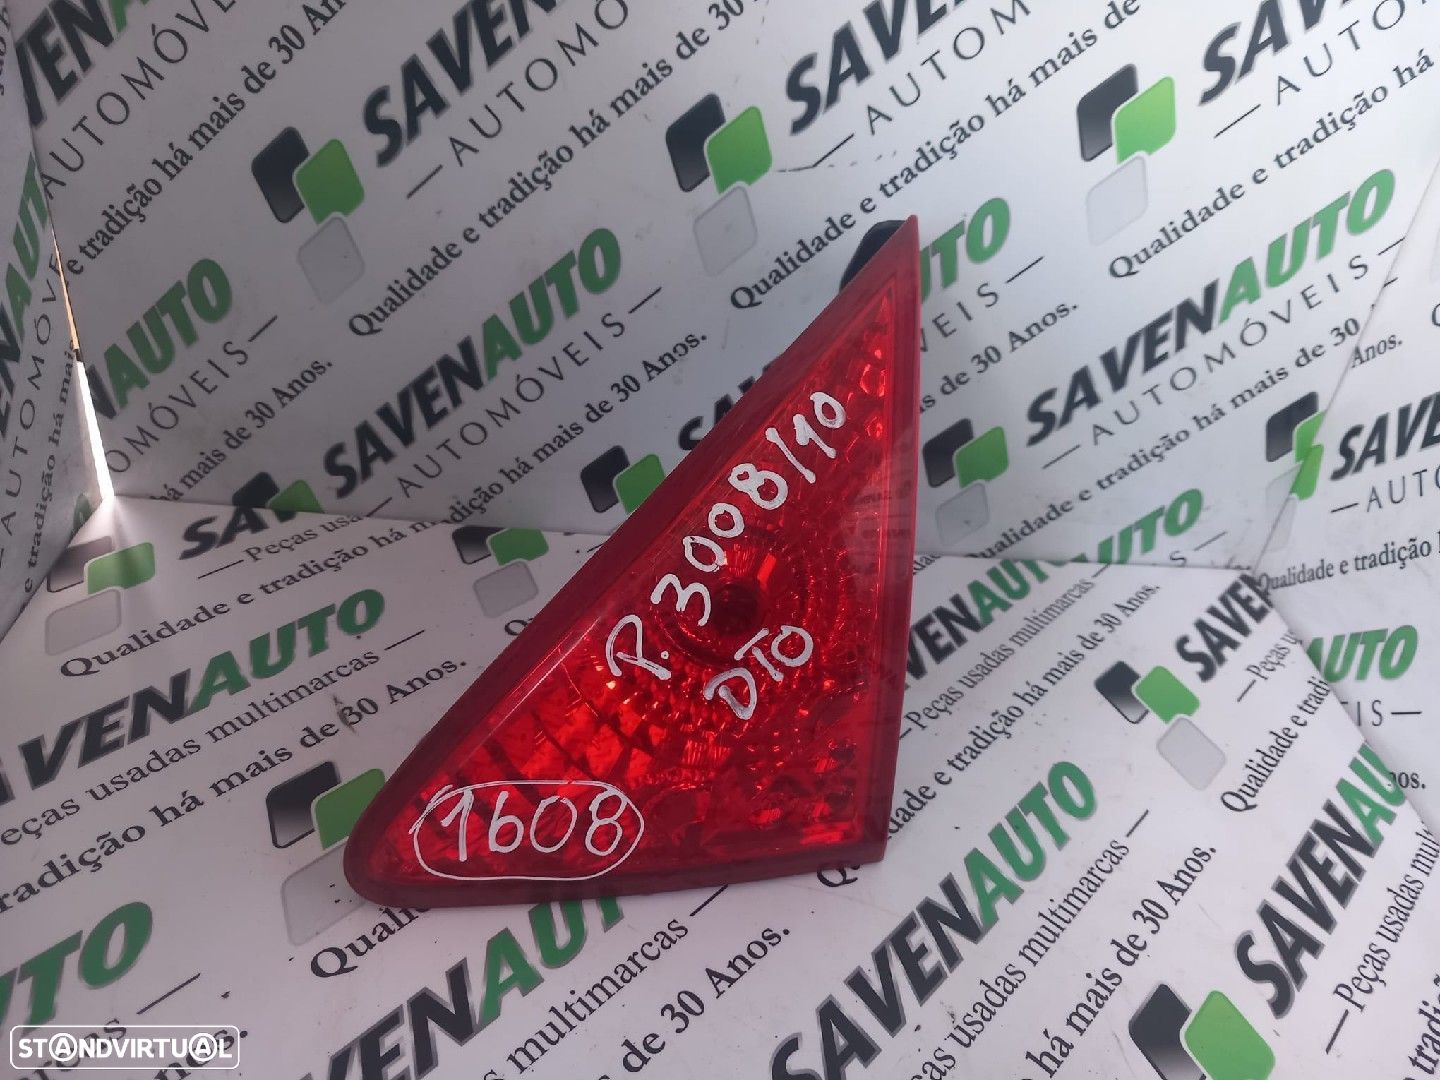 P.3008/10
DTO
1608
SAVENAUTO
— AUTOMÓVEIS —
Peças usadas multimarcas
Qualidade e tradição há mais de 30 Anos.
STANDVIRTUAL